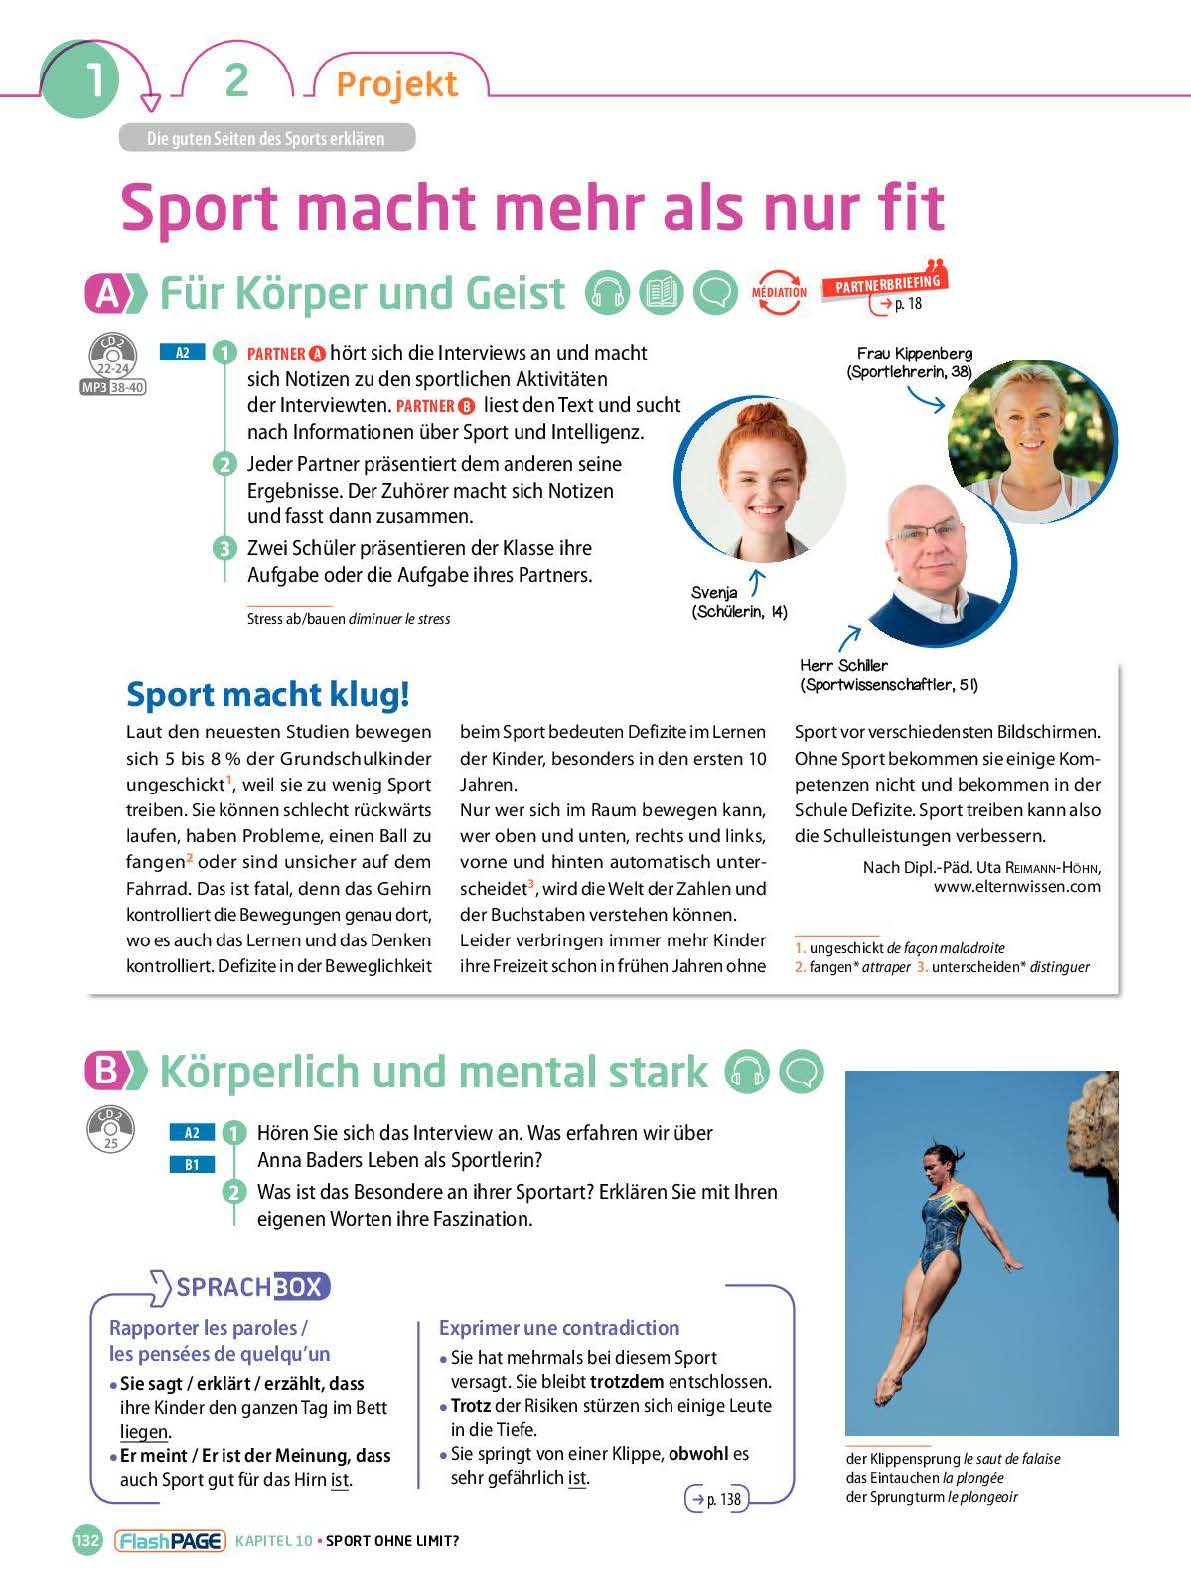 1
2
Projekt
Die guten Seiten des Sports erklären
Sport macht mehr als nur fit
A Für Körper und Geist
MÉDIATION
PARTNERBRIEFING
→ p. 18
CD 2
22-24
MP3 38-40
A2
1 PARTNER A hört sich die Interviews an und macht
sich Notizen zu den sportlichen Aktivitäten
der Interviewten. PARTNER B liest den Text und sucht
nach Informationen über Sport und Intelligenz.
2 Jeder Partner präsentiert dem anderen seine
Ergebnisse. Der Zuhörer macht sich Notizen
und fasst dann zusammen.
3 Zwei Schüler präsentieren der Klasse ihre
Aufgabe oder die Aufgabe ihres Partners.
Stress ab/bauen diminuer le stress
Frau Kippenberg
(Sportlehrerin, 38)
Svenja
(Schülerin, 14)
Herr Schiller
(Sportwissenschaftler, 51)
Sport macht klug!
Laut den neuesten Studien bewegen
sich 5 bis 8 % der Grundschulkinder
ungeschickt1, weil sie zu wenig Sport
treiben. Sie können schlecht rückwärts
laufen, haben Probleme, einen Ball zu
fangen2 oder sind unsicher auf dem
Fahrrad. Das ist fatal, denn das Gehirn
kontrolliert die Bewegungen genau dort,
wo es auch das Lernen und das Denken
kontrolliert. Defizite in der Beweglichkeit
beim Sport bedeuten Defizite im Lernen
der Kinder, besonders in den ersten 10
Jahren.
Nur wer sich im Raum bewegen kann,
wer oben und unten, rechts und links,
vorne und hinten automatisch unter-
scheidet3, wird die Welt der Zahlen und
der Buchstaben verstehen können.
Leider verbringen immer mehr Kinder
ihre Freizeit schon in frühen Jahren ohne
Sport vor verschiedensten Bildschirmen.
Ohne Sport bekommen sie einige Kom-
petenzen nicht und bekommen in der
Schule Defizite. Sport treiben kann also
die Schulleistungen verbessern.
Nach Dipl.-Päd. Uta REIMANN-HÖHN,
www.elternwissen.com
1. ungeschickt de façon maladroite
2. fangen* attraper 3. unterscheiden* distinguer
B Körperlich und mental stark
CD 2
25
A2
B1
1 Hören Sie sich das Interview an. Was erfahren wir über
Anna Baders Leben als Sportlerin?
2 Was ist das Besondere an ihrer Sportart? Erklären Sie mit Ihren
eigenen Worten ihre Faszination.
SPRACHBOX
Rapporter les paroles /
les pensées de quelqu'un
• Sie sagt / erklärt / erzählt, dass
ihre Kinder den ganzen Tag im Bett
liegen.
• Er meint / Er ist der Meinung, dass
auch Sport gut für das Hirn ist.
Exprimer une contradiction
• Sie hat mehrmals bei diesem Sport
versagt. Sie bleibt trotzdem entschlossen.
• Trotz der Risiken stürzen sich einige Leute
in die Tiefe.
• Sie springt von einer Klippe, obwohl es
sehr gefährlich ist.
→ p. 138
der Klippensprung le saut de falaise
das Eintauchen la plongée
der Sprungturm le plongeoir
132 FlashPAGE KAPITEL 10 • SPORT OHNE LIMIT?